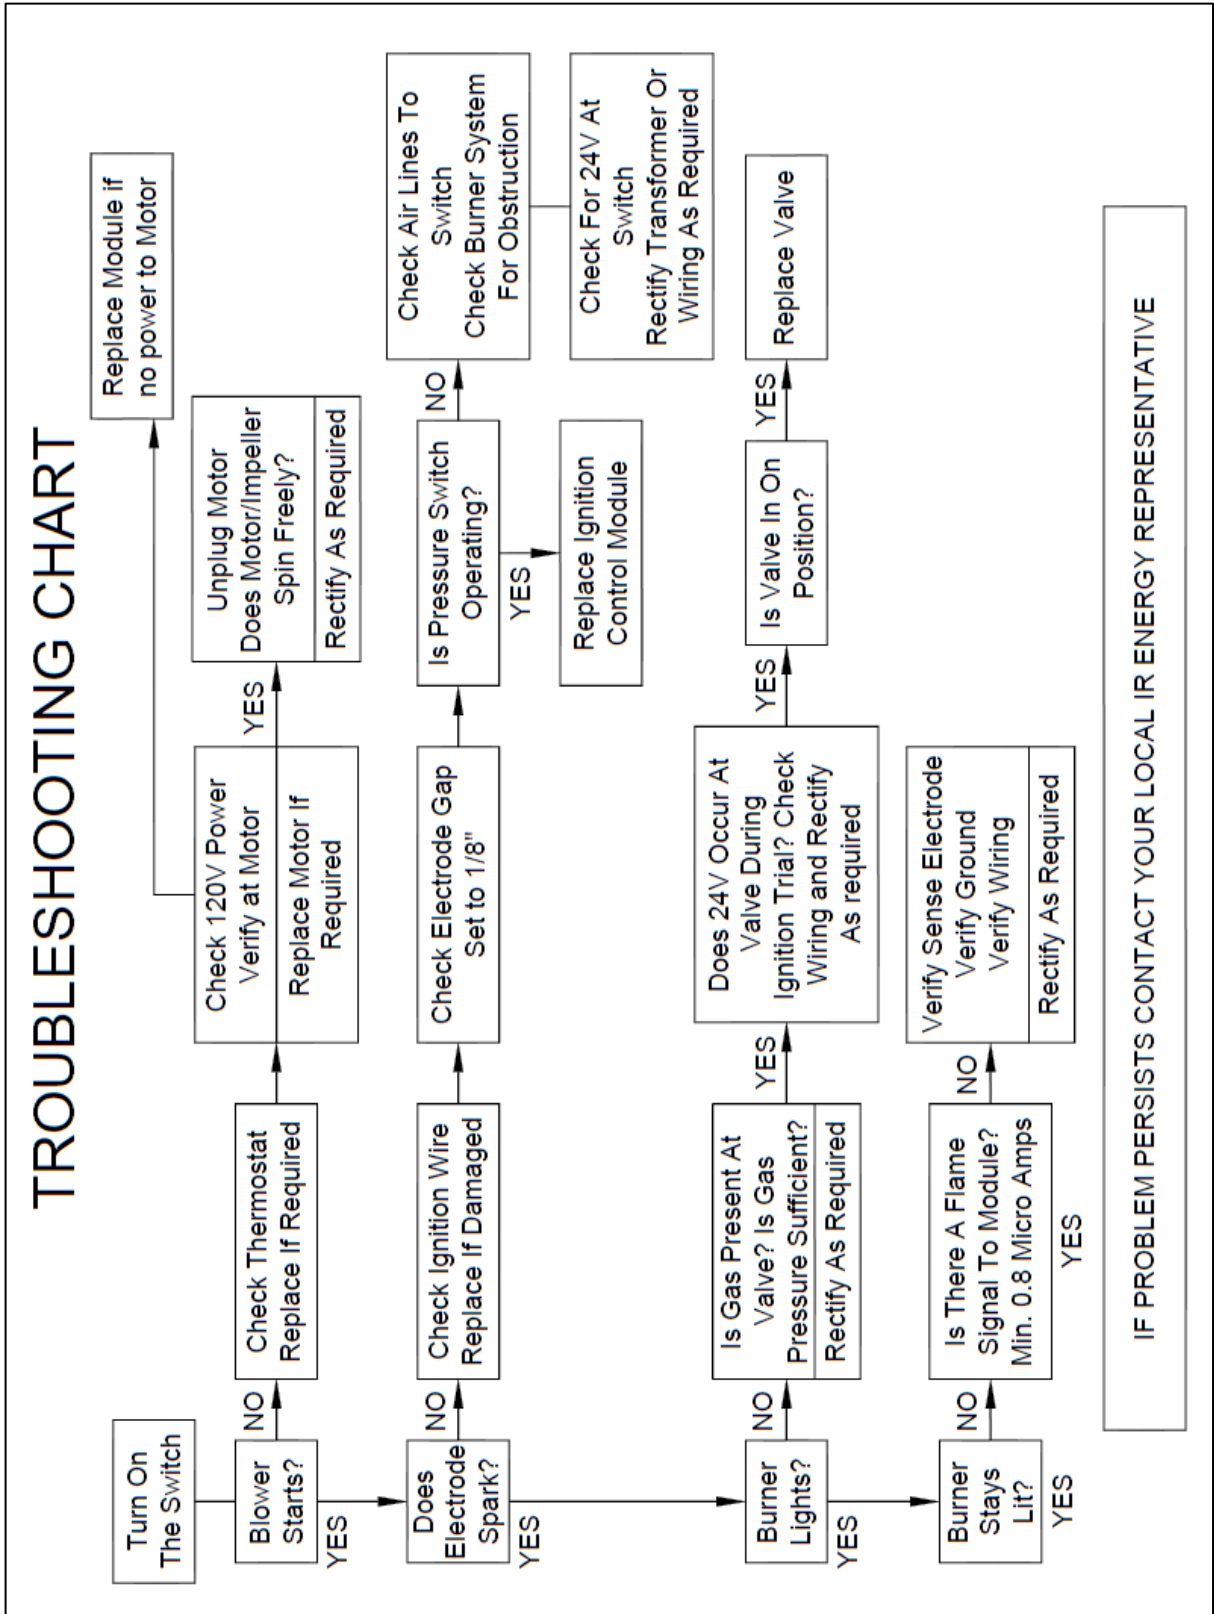 TROUBLESHOOTING CHART
Turn On
The Switch
Blower
Starts?
NO
YES
Check Thermostat
Replace If Required
Check 120V Power
Verify at Motor
Replace Motor If
Required
YES
Unplug Motor
Does Motor/Impeller
Spin Freely?
Rectify As Required
Replace Module if
no power to Motor
Does
Electrode
Spark?
NO
YES
Check Ignition Wire
Replace If Damaged
Check Electrode Gap
Set to 1/8"
Is Pressure Switch
Operating?
NO
YES
Check Air Lines To
Switch
Check Burner System
For Obstruction
Check For 24V At
Switch
Rectify Transformer Or
Wiring As Required
Replace Ignition
Control Module
Burner
Lights?
NO
YES
Is Gas Present At
Valve? Is Gas
Pressure Sufficient?
Rectify As Required
YES
Does 24V Occur At
Valve During
Ignition Trial? Check
Wiring and Rectify
As required
YES
Is Valve In On
Position?
YES
Replace Valve
Burner
Stays
Lit?
NO
YES
Is There A Flame
Signal To Module?
Min. 0.8 Micro Amps
NO
YES
Verify Sense Electrode
Verify Ground
Verify Wiring
Rectify As Required
IF PROBLEM PERSISTS CONTACT YOUR LOCAL IR ENERGY REPRESENTATIVE